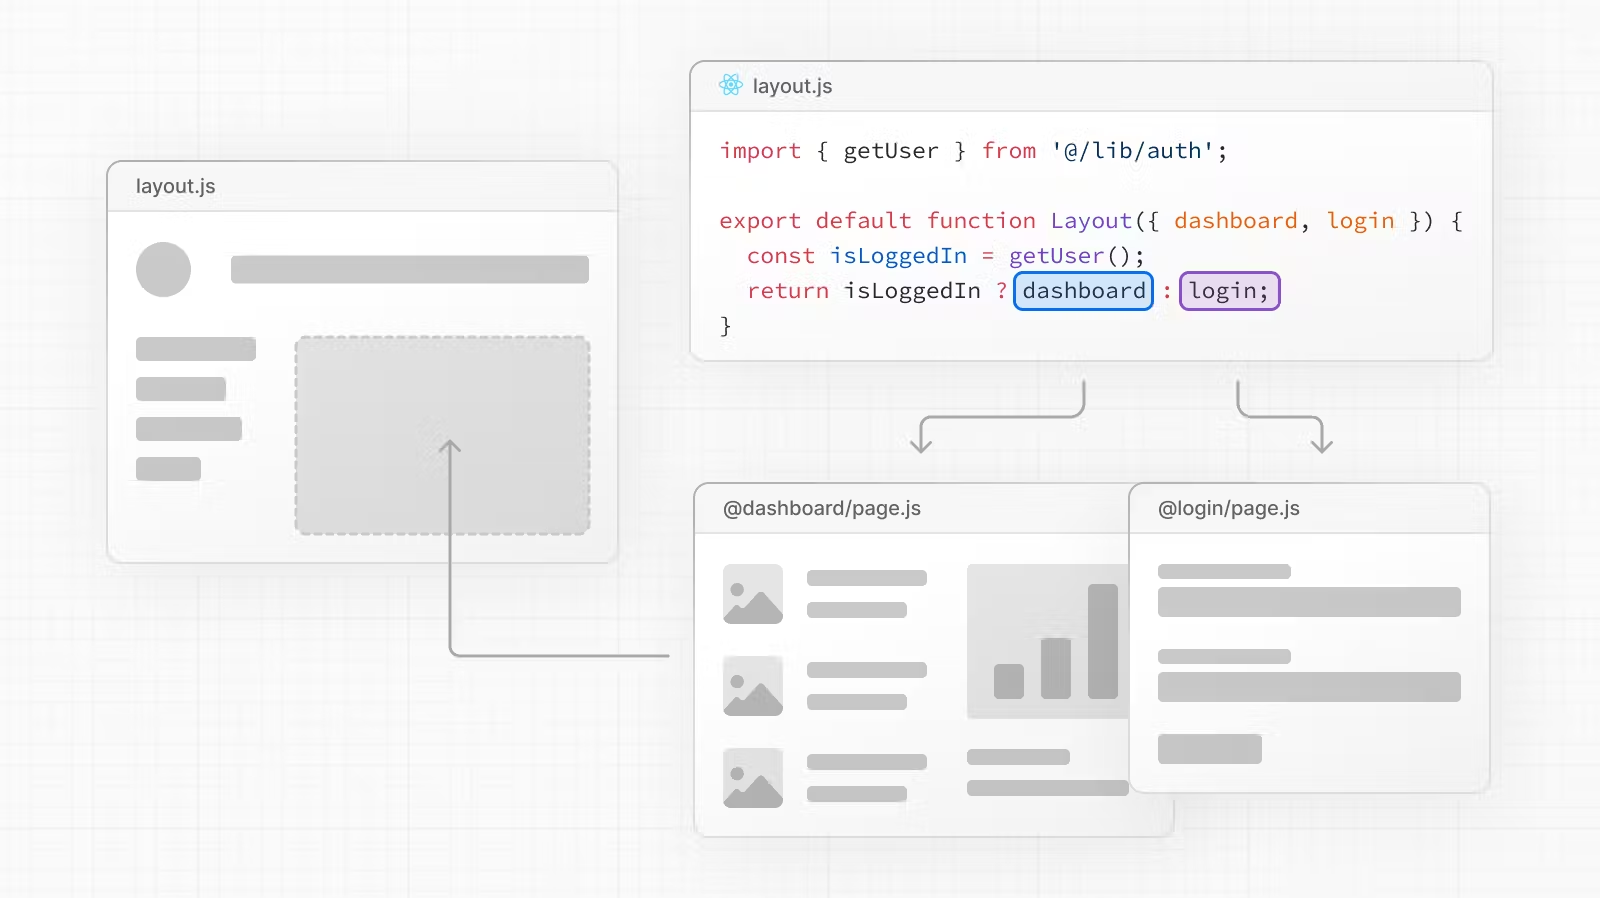 layout.js
layout.js
import { getUser } from '@/lib/auth';
export default function Layout({ dashboard, login }) {
const isLoggedIn = getUser();
return isLoggedIn ? dashboard : login;
}
@dashboard/page.js
@login/page.js